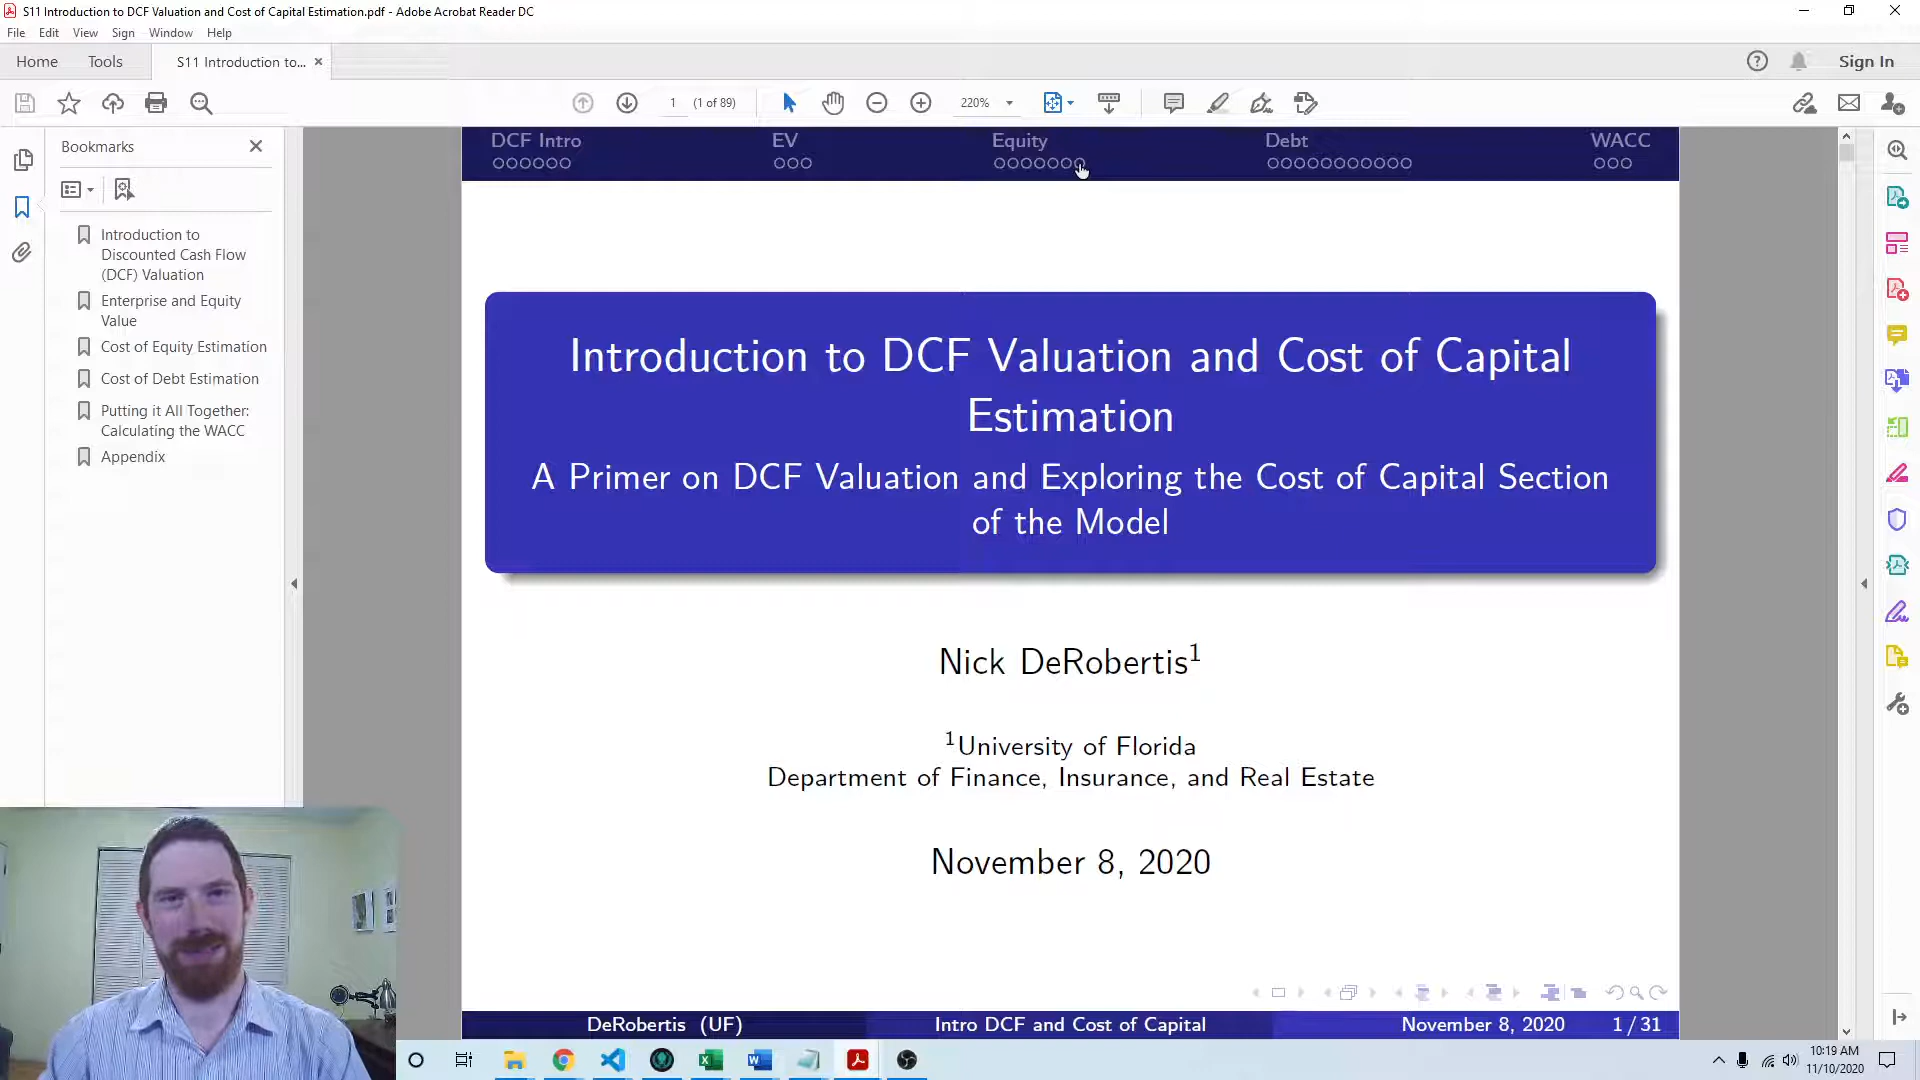 S11 Introduction to DCF Valuation and Cost of Capital Estimation.pdf - Adobe Acrobat Reader DC
File Edit View Sign Window Help
Home Tools S11 Introduction to... × Sign In
1 (1 of 89) 220%
Bookmarks
Introduction to
Discounted Cash Flow
(DCF) Valuation
Enterprise and Equity
Value
Cost of Equity Estimation
Cost of Debt Estimation
Putting it All Together:
Calculating the WACC
Appendix
DCF Intro EV Equity Debt WACC
Introduction to DCF Valuation and Cost of Capital
Estimation
A Primer on DCF Valuation and Exploring the Cost of Capital Section
of the Model
Nick DeRobertis¹
¹University of Florida
Department of Finance, Insurance, and Real Estate
November 8, 2020
DeRobertis (UF) Intro DCF and Cost of Capital November 8, 2020 1 / 31
10:19 AM
11/10/2020